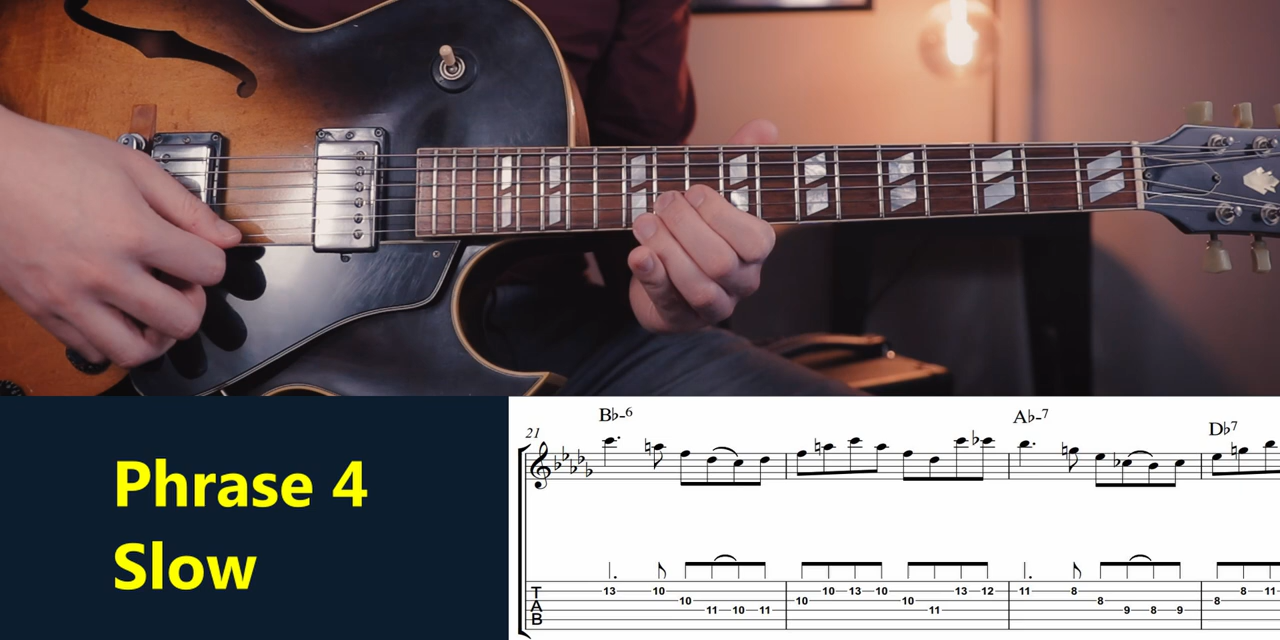 Phrase 4
Slow
B♭-6
A♭-7
D♭7
21
T 13 10 10 11 10 11 10 10 13 10 10 11 13 12 11 8 8 9 8 9 8 8 11
A
B